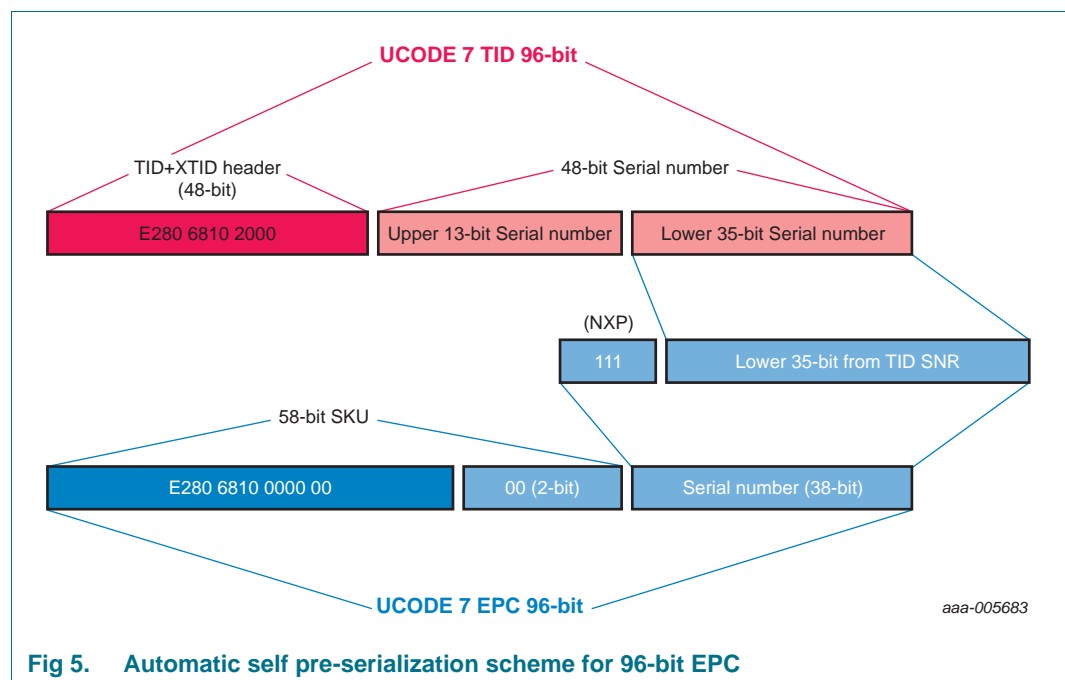 UCODE 7 TID 96-bit
TID+XTID header
(48-bit)
48-bit Serial number
E280 6810 2000
Upper 13-bit Serial number
Lower 35-bit Serial number
(NXP)
111
Lower 35-bit from TID SNR
58-bit SKU
E280 6810 0000 00
00 (2-bit)
Serial number (38-bit)
UCODE 7 EPC 96-bit
aaa-005683
Fig 5. Automatic self pre-serialization scheme for 96-bit EPC